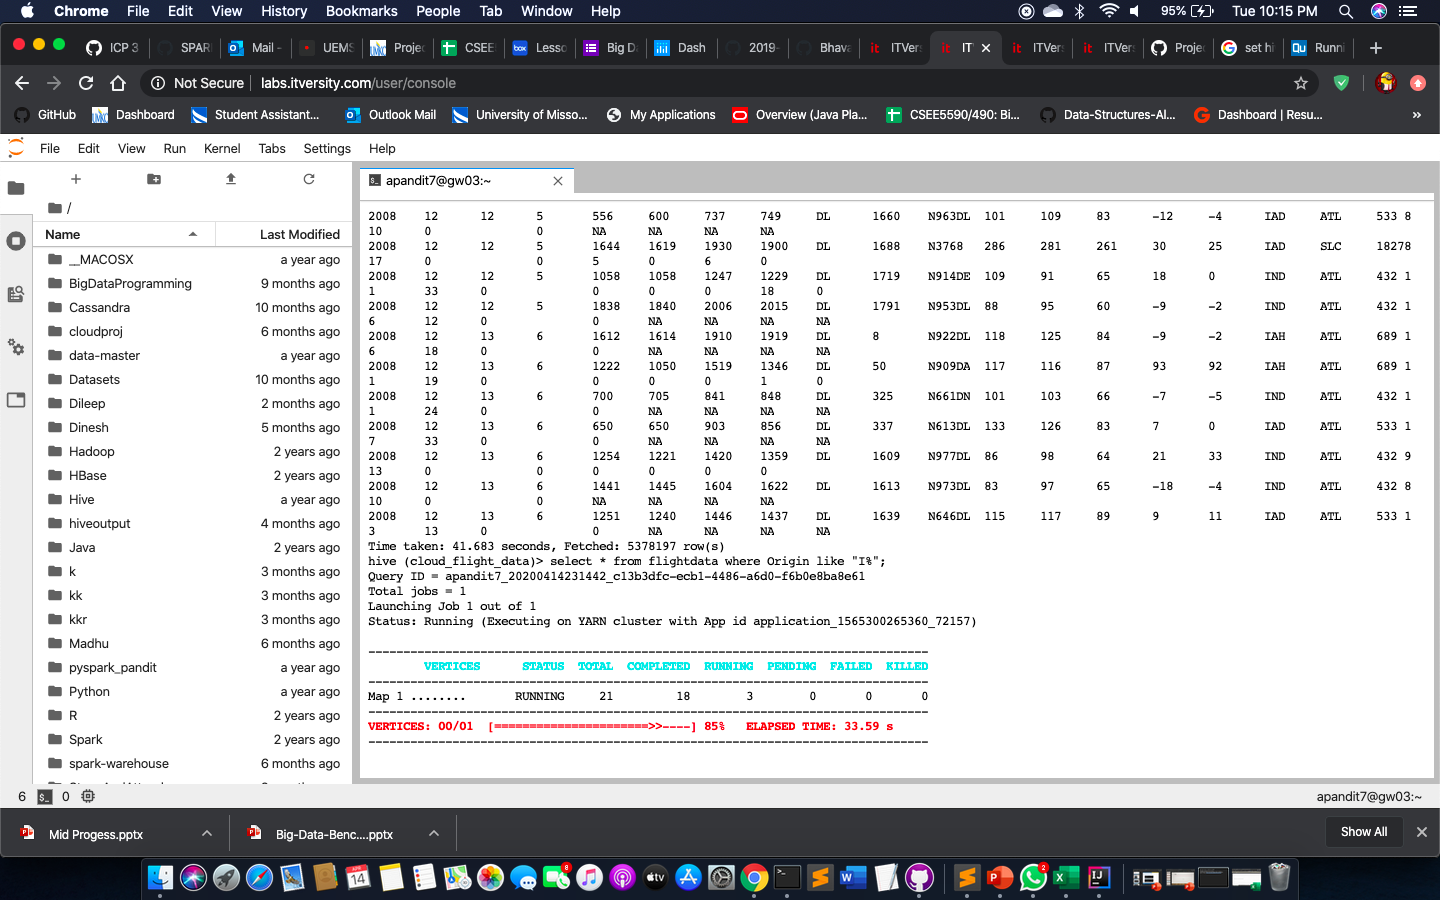 Chrome File Edit View History Bookmarks People Tab Window Help 95% Tue 10:15 PM
ICP 3 SPAR Mail - UEMS Projec CSEE Lesso Big Da Dash 2019- Bhava ITVers IT ITVers ITVers Projec set hi Runni
Not Secure labs.itversity.com/user/console
GitHub Dashboard Student Assistant... Outlook Mail University of Misso... My Applications Overview (Java Pla... CSEE5590/490: Bi... Data-Structures-Al... Dashboard | Resu... »
File Edit View Run Kernel Tabs Settings Help
apandit7@gw03:~
/
Name Last Modified
__MACOSX a year ago
BigDataProgramming 9 months ago
Cassandra 10 months ago
cloudproj 6 months ago
data-master a year ago
Datasets 10 months ago
Dileep 2 months ago
Dinesh 5 months ago
Hadoop 2 years ago
HBase 2 years ago
Hive a year ago
hiveoutput 4 months ago
Java 2 years ago
k 3 months ago
kk 3 months ago
kkr 3 months ago
Madhu 6 months ago
pyspark_pandit a year ago
Python a year ago
R 2 years ago
Spark 2 years ago
spark-warehouse 6 months ago
2008 12 12 5 556 600 737 749 DL 1660 N963DL 101 109 83 -12 -4 IAD ATL 533 8
10 0 0 NA NA NA NA
2008 12 12 5 1644 1619 1930 1900 DL 1688 N3768 286 281 261 30 25 IAD SLC 18278
17 0 0 5 0 6 0
2008 12 12 5 1058 1058 1247 1229 DL 1719 N914DE 109 91 65 18 0 IND ATL 432 1
1 33 0 0 0 0 18 0
2008 12 12 5 1838 1840 2006 2015 DL 1791 N953DL 88 95 60 -9 -2 IND ATL 432 1
6 12 0 0 NA NA NA NA
2008 12 13 6 1612 1614 1910 1919 DL 8 N922DL 118 125 84 -9 -2 IAH ATL 689 1
6 18 0 0 NA NA NA NA
2008 12 13 6 1222 1050 1519 1346 DL 50 N909DA 117 116 87 93 92 IAH ATL 689 1
1 19 0 0 0 0 1 0
2008 12 13 6 700 705 841 848 DL 325 N661DN 101 103 66 -7 -5 IND ATL 432 1
1 24 0 0 NA NA NA NA
2008 12 13 6 650 650 903 856 DL 337 N613DL 133 126 83 7 0 IAD ATL 533 1
7 33 0 0 NA NA NA NA
2008 12 13 6 1254 1221 1420 1359 DL 1609 N977DL 86 98 64 21 33 IND ATL 432 9
13 0 0 0 0 0 0
2008 12 13 6 1441 1445 1604 1622 DL 1613 N973DL 83 97 65 -18 -4 IND ATL 432 8
10 0 0 NA NA NA NA
2008 12 13 6 1251 1240 1446 1437 DL 1639 N646DL 115 117 89 9 11 IAD ATL 533 1
3 13 0 0 NA NA NA NA
Time taken: 41.683 seconds, Fetched: 5378197 row(s)
hive (cloud_flight_data)> select * from flightdata where Origin like "I%";
Query ID = apandit7_20200414231442_c13b3dfc-ecb1-4486-a6d0-f6b0e8ba8e61
Total jobs = 1
Launching Job 1 out of 1
Status: Running (Executing on YARN cluster with App id application_1565300265360_72157)
VERTICES STATUS TOTAL COMPLETED RUNNING PENDING FAILED KILLED
Map 1 ........ RUNNING 21 18 3 0 0 0
VERTICES: 00/01 [======================>>----] 85% ELAPSED TIME: 33.59 s
6 0 apandit7@gw03:~
Mid Progess.pptx Big-Data-Benc....pptx Show All